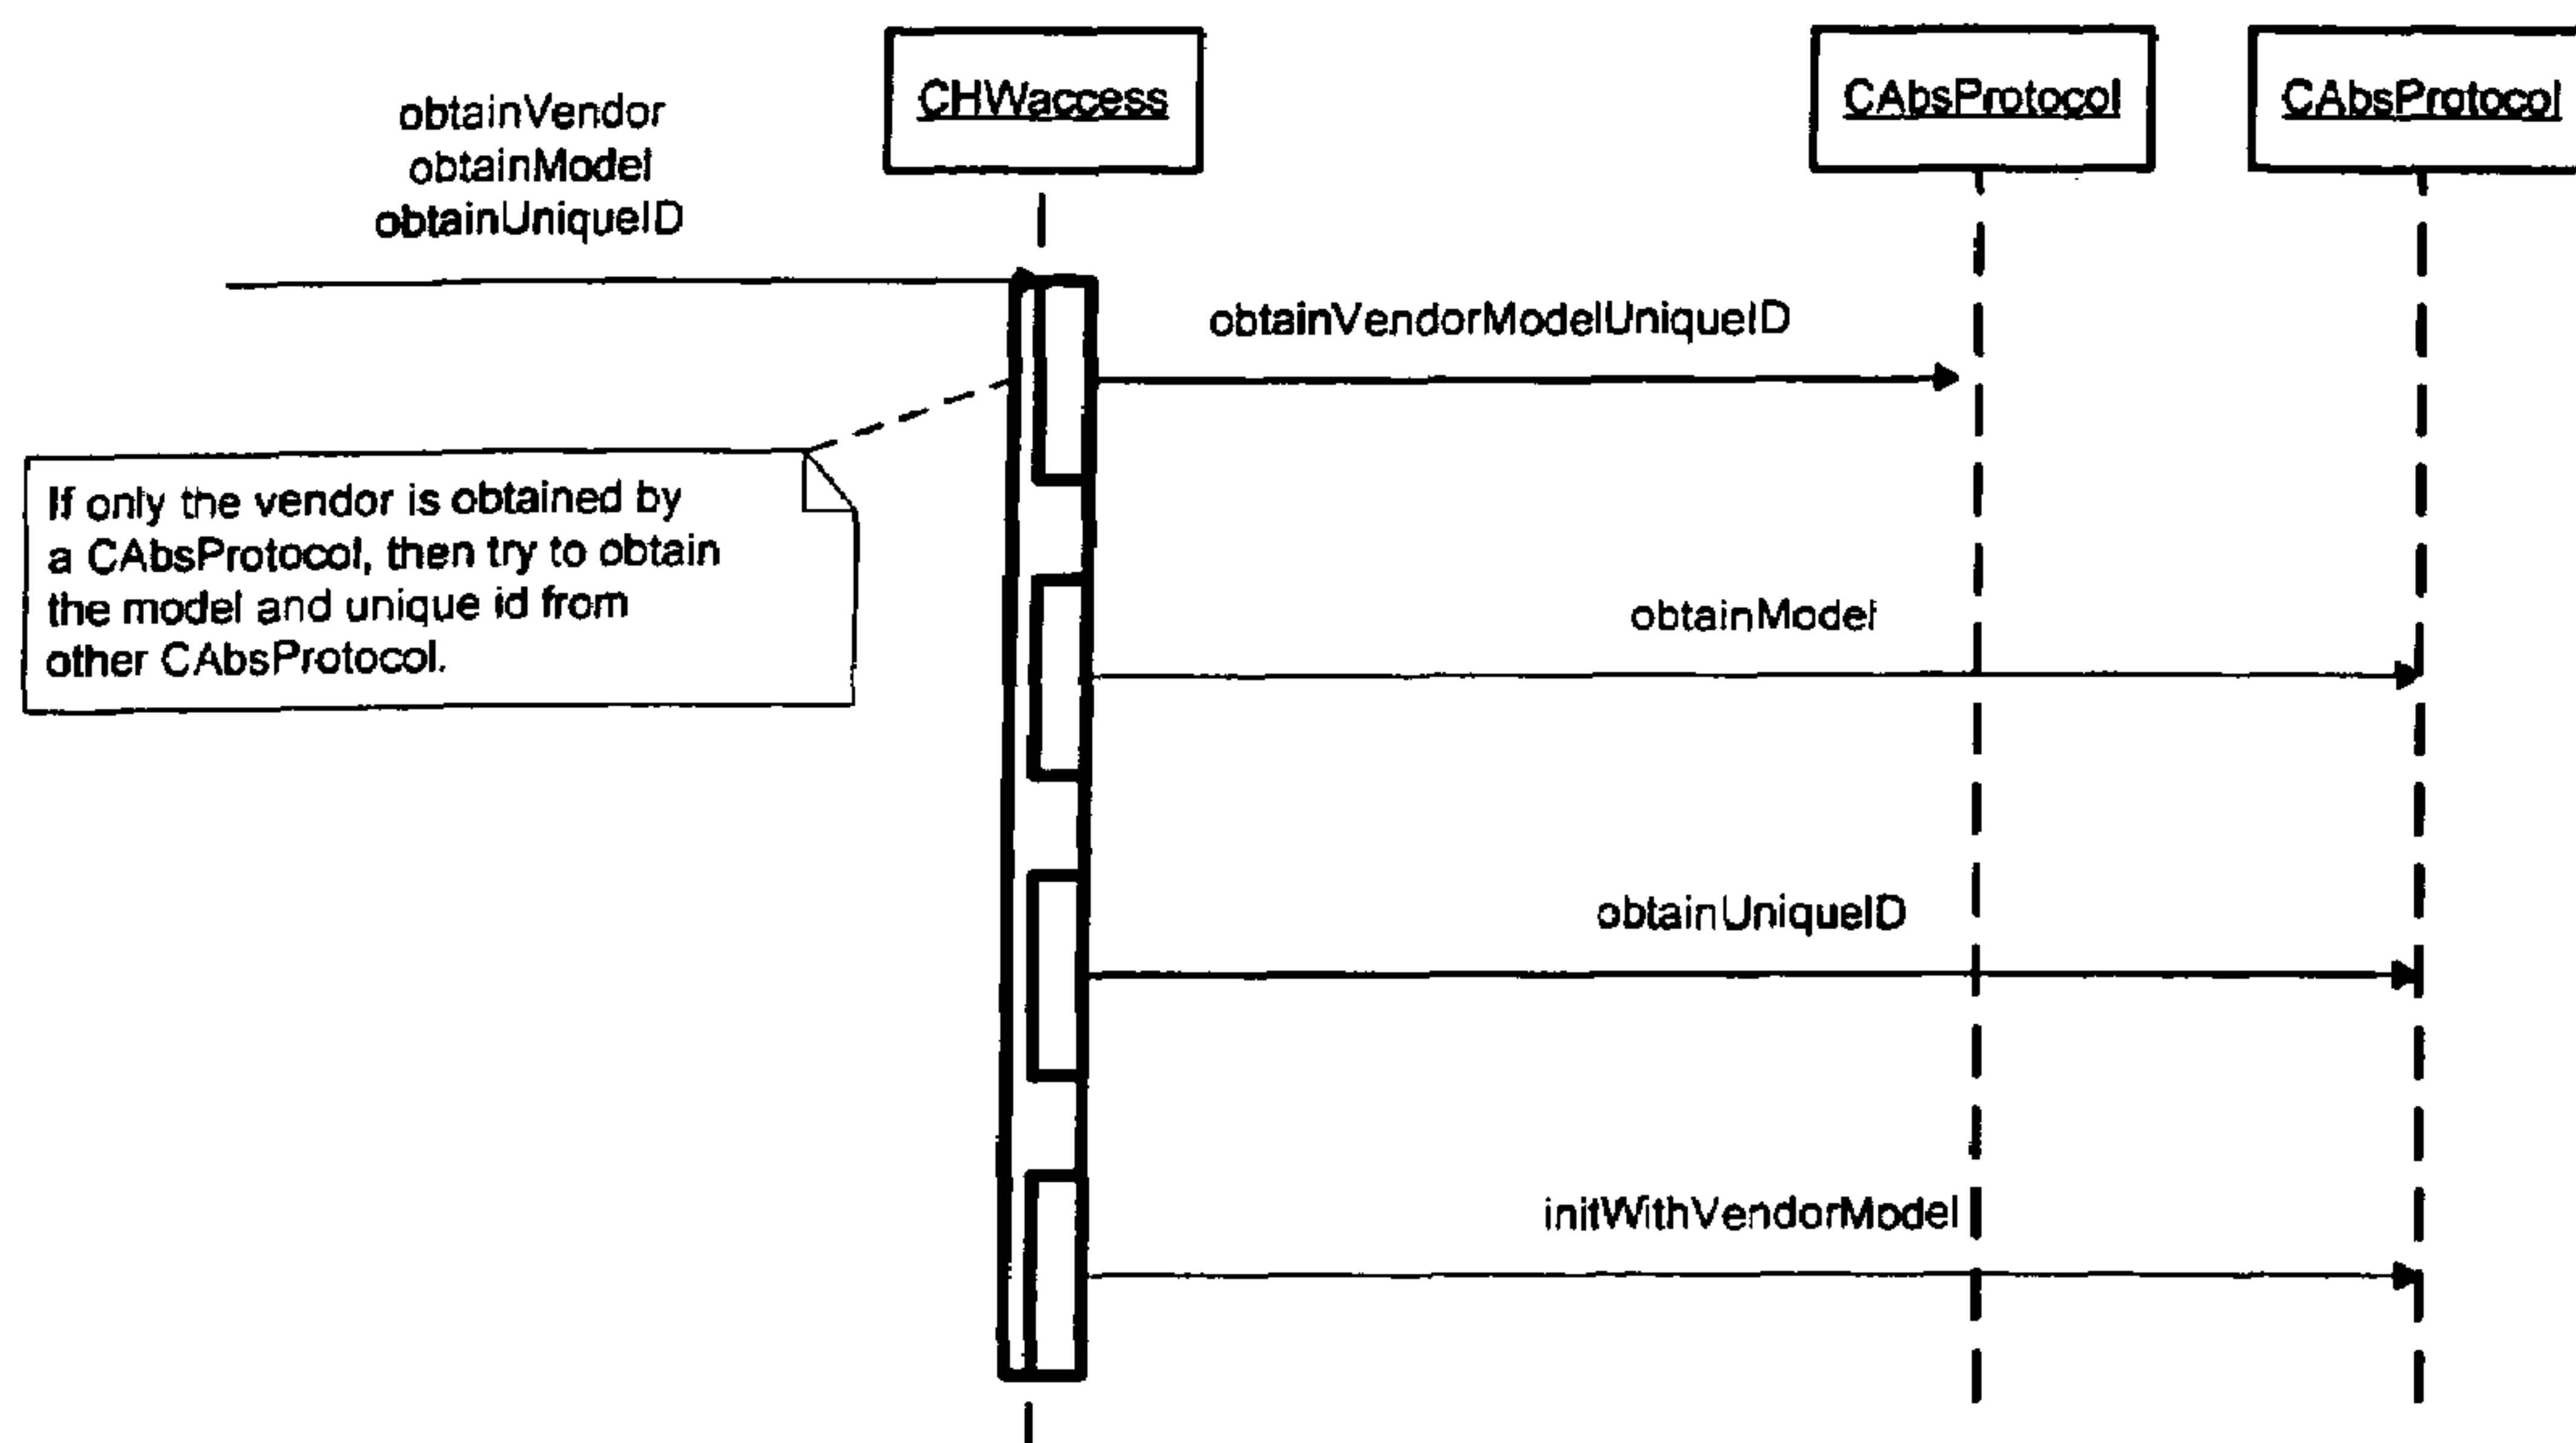 CHWaccess
CAbsProtocol
CAbsProtocol
obtainVendor
obtainModel
obtainUniqueID
obtainVendorModelUniqueID
If only the vendor is obtained by
a CAbsProtocol, then try to obtain
the model and unique id from
other CAbsProtocol.
obtainModel
obtainUniqueID
initWithVendorModel